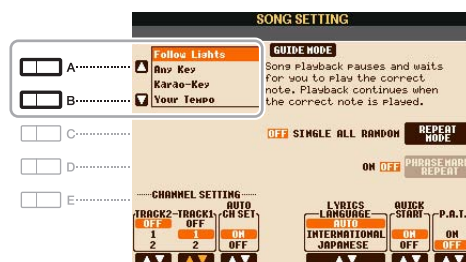 SONG SETTING
Follow Lights
Any Key
Karao-Key
Your Tempo
GUIDE MODE
Song playback pauses and waits
for you to play the correct
note. Playback continues when
the correct note is played.
A
B
C
D
E
OFF SINGLE ALL RANDOM REPEAT MODE
ON OFF PHRASE MARK REPEAT
CHANNEL SETTING
TRACK2 TRACK1 AUTO CH SET
OFF OFF
1 1 ON
2 2 OFF
LYRICS LANGUAGE QUICK START P.A.T.
AUTO
INTERNATIONAL ON ON
JAPANESE OFF OFF